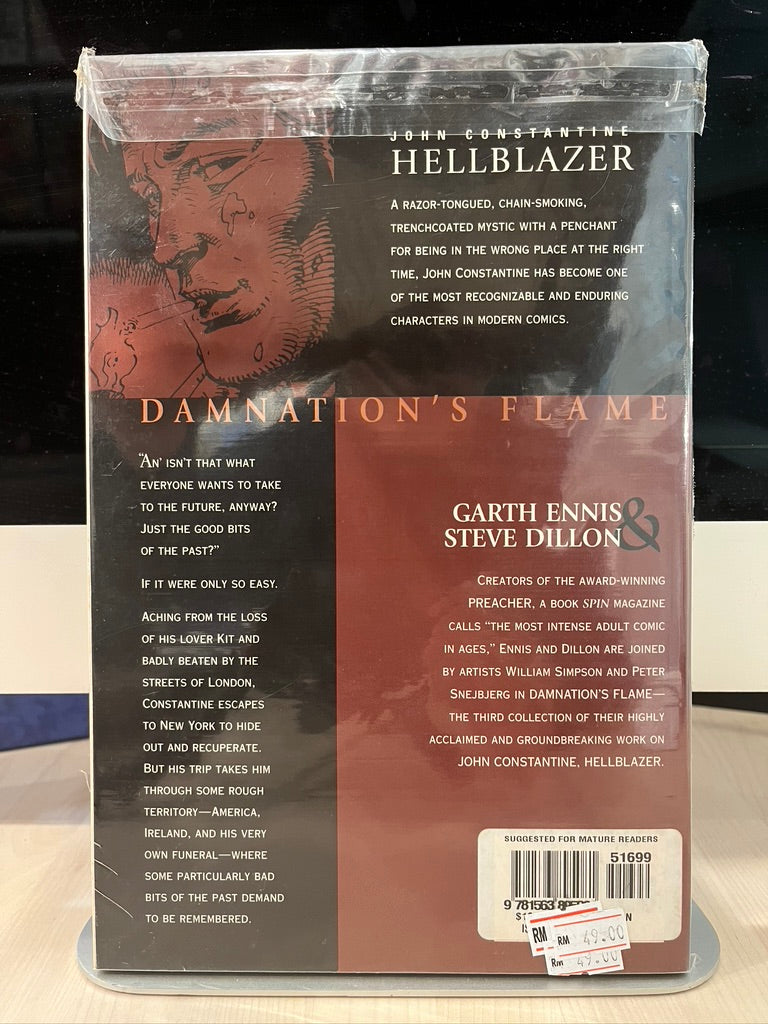 JOHN CONSTANTINE
HELLBLAZER
A RAZOR-TONGUED, CHAIN-SMOKING,
TRENCHCOATED MYSTIC WITH A PENCHANT
FOR BEING IN THE WRONG PLACE AT THE RIGHT
TIME, JOHN CONSTANTINE HAS BECOME ONE
OF THE MOST RECOGNIZABLE AND ENDURING
CHARACTERS IN MODERN COMICS.
DAMNATION'S FLAME
"AN' ISN'T THAT WHAT
EVERYONE WANTS TO TAKE
TO THE FUTURE, ANYWAY?
JUST THE GOOD BITS
OF THE PAST?"
IF IT WERE ONLY SO EASY.
ACHING FROM THE LOSS
OF HIS LOVER KIT AND
BADLY BEATEN BY THE
STREETS OF LONDON,
CONSTANTINE ESCAPES
TO NEW YORK TO HIDE
OUT AND RECUPERATE.
BUT HIS TRIP TAKES HIM
THROUGH SOME ROUGH
TERRITORY—AMERICA,
IRELAND, AND HIS VERY
OWN FUNERAL—WHERE
SOME PARTICULARLY BAD
BITS OF THE PAST DEMAND
TO BE REMEMBERED.
GARTH ENNIS &
STEVE DILLON
CREATORS OF THE AWARD-WINNING
PREACHER, A BOOK SPIN MAGAZINE
CALLS "THE MOST INTENSE ADULT COMIC
IN AGES," ENNIS AND DILLON ARE JOINED
BY ARTISTS WILLIAM SIMPSON AND PETER
SNEJBJERG IN DAMNATION'S FLAME—
THE THIRD COLLECTION OF THEIR HIGHLY
ACCLAIMED AND GROUNDBREAKING WORK ON
JOHN CONSTANTINE, HELLBLAZER.
SUGGESTED FOR MATURE READERS
51699
9 781563
RM
RM 49.00
RM 49.00